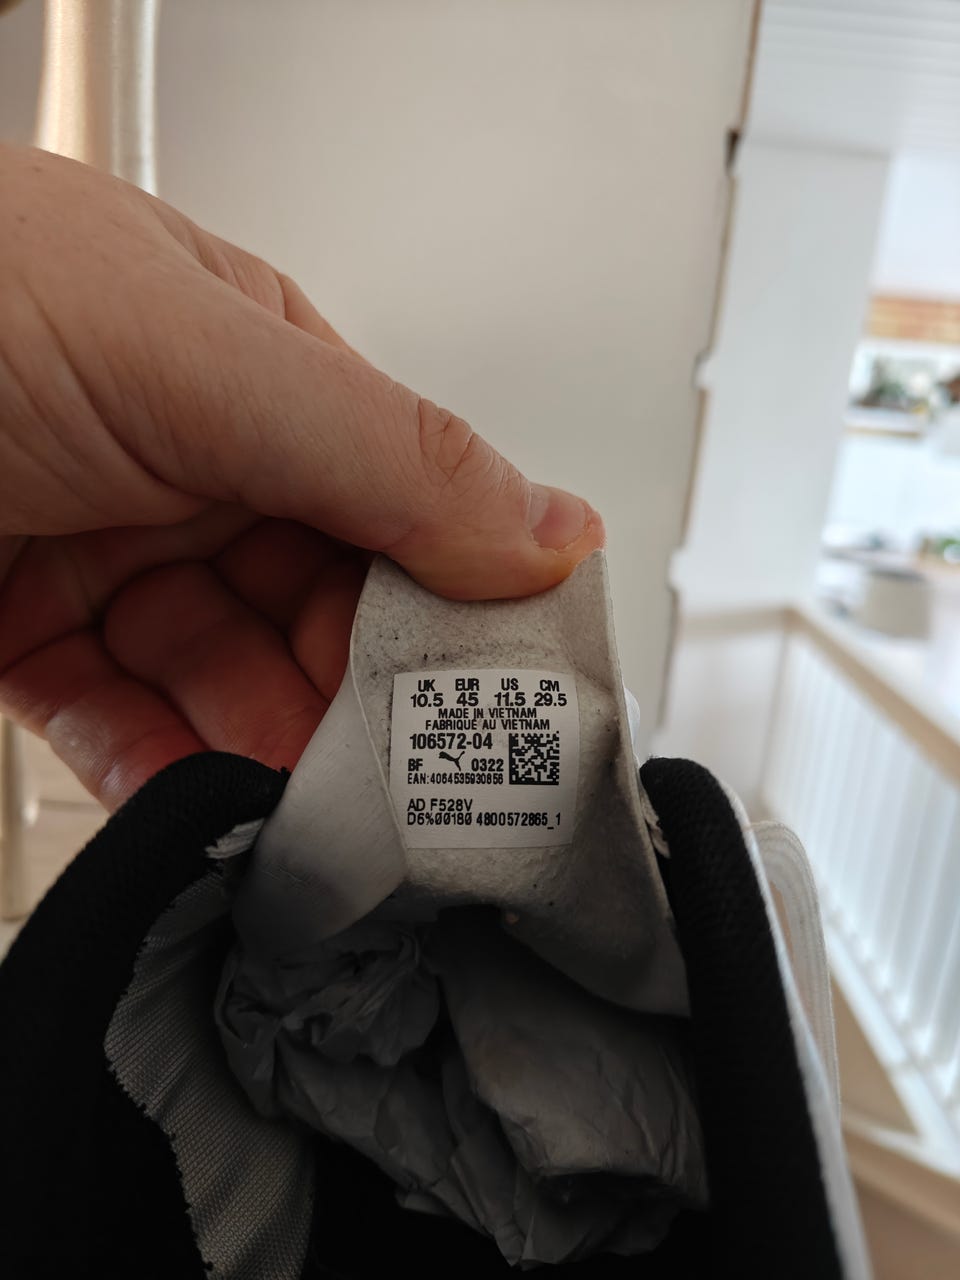 UK EUR US CM
10.5 45 11.5 29.5
MADE IN VIETNAM
FABRIQUE AU VIETNAM
106572-04
BF 0322
EAN:4064535930856
AD F528V
D6%00180 4800572865_1